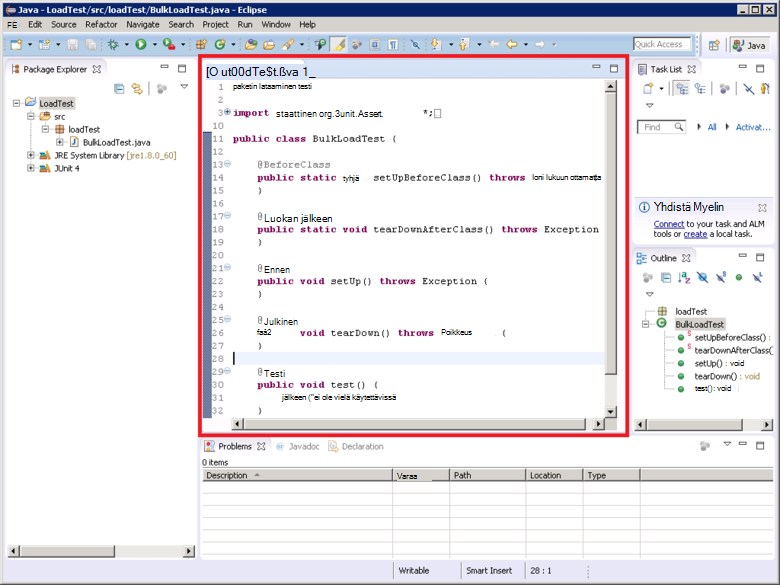 Java - LoadTest/src/loadTest/BulkLoadTest.java - Eclipse
FE Edit Source Refactor Navigate Search Project Run Window Help
Quick Access
Java
Package Explorer
LoadTest
src
loadTest
BulkLoadTest.java
JRE System Library [jre1.8.0_60]
JUnit 4
[O ut00dTe$t.ßva 1_
1 paketin lataaminen testi
2
3 import staattinen org.3unit.Asset. *;
10
11 public class BulkLoadTest {
12
13 @BeforeClass
14 public static tyhjä setUpBeforeClass() throws loni lukuun ottamatta
15 }
16
17 @Luokan jälkeen
18 public static void tearDownAfterClass() throws Exception
19 }
20
21 @Ennen
22 public void setUp() throws Exception {
23 }
24
25 @Julkinen
26 faä2 void tearDown() throws Poikkeus {
27 }
28
29 @Testi
30 public void test() {
31 jälkeen ("ei ole vielä käytettävissä
32 }
Task List
Find All Activat...
Yhdistä Myelin
Connect to your task and ALM
tools or create a local task.
Outline
loadTest
BulkLoadTest
setUpBeforeClass() :
tearDownAfterClass(
setUp() : void
tearDown() : void
test(): void
Problems Javadoc Declaration
0 items
Description Varaa Path Location Type
Writable Smart Insert 28 : 1